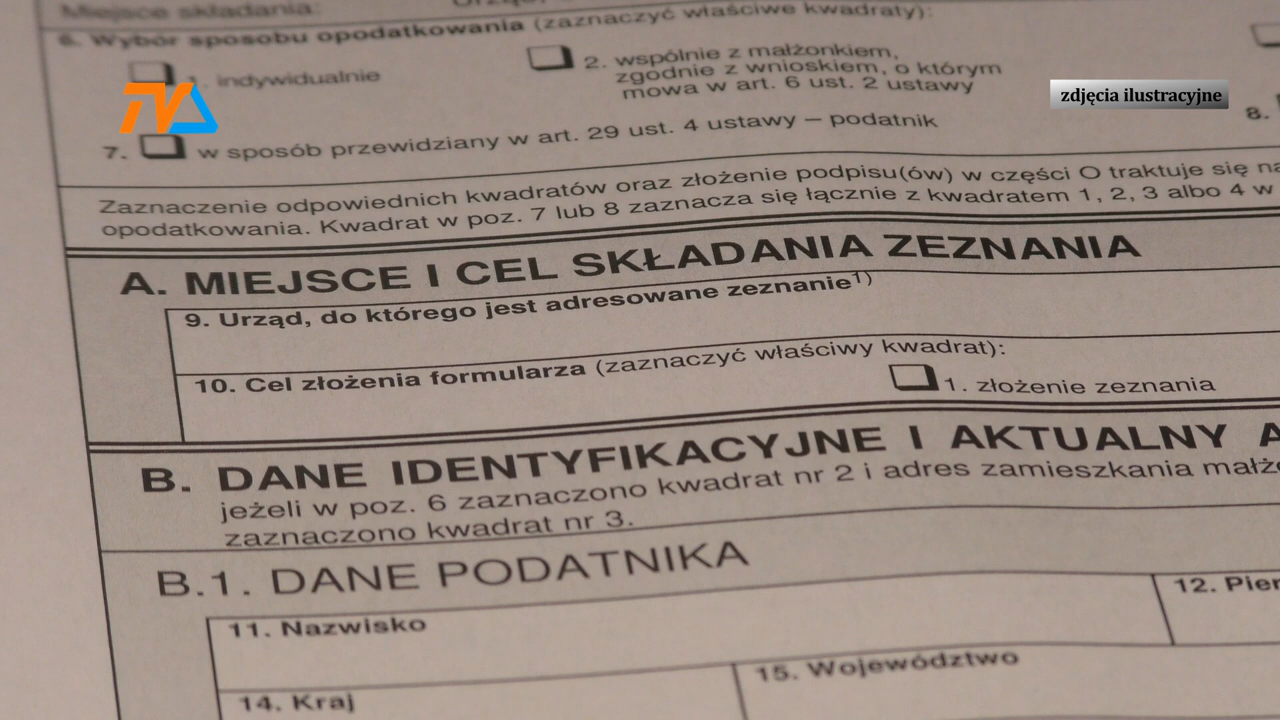 Miejsce składania:
6. Wybór sposobu opodatkowania (zaznaczyć właściwe kwadraty):
1. indywidualnie
2. wspólnie z małżonkiem,
zgodnie z wnioskiem, o którym
mowa w art. 6 ust. 2 ustawy
TVA
zdjęcia ilustracyjne
7. w sposób przewidziany w art. 29 ust. 4 ustawy – podatnik
8.
Zaznaczenie odpowiednich kwadratów oraz złożenie podpisu(ów) w części O traktuje się na
opodatkowania. Kwadrat w poz. 7 lub 8 zaznacza się łącznie z kwadratem 1, 2, 3 albo 4 w
A. MIEJSCE I CEL SKŁADANIA ZEZNANIA
9. Urząd, do którego jest adresowane zeznanie1)
10. Cel złożenia formularza (zaznaczyć właściwy kwadrat):
1. złożenie zeznania
B. DANE IDENTYFIKACYJNE I AKTUALNY A
jeżeli w poz. 6 zaznaczono kwadrat nr 2 i adres zamieszkania małżo
zaznaczono kwadrat nr 3.
B.1. DANE PODATNIKA
11. Nazwisko
12. Pier
14. Kraj
15. Województwo